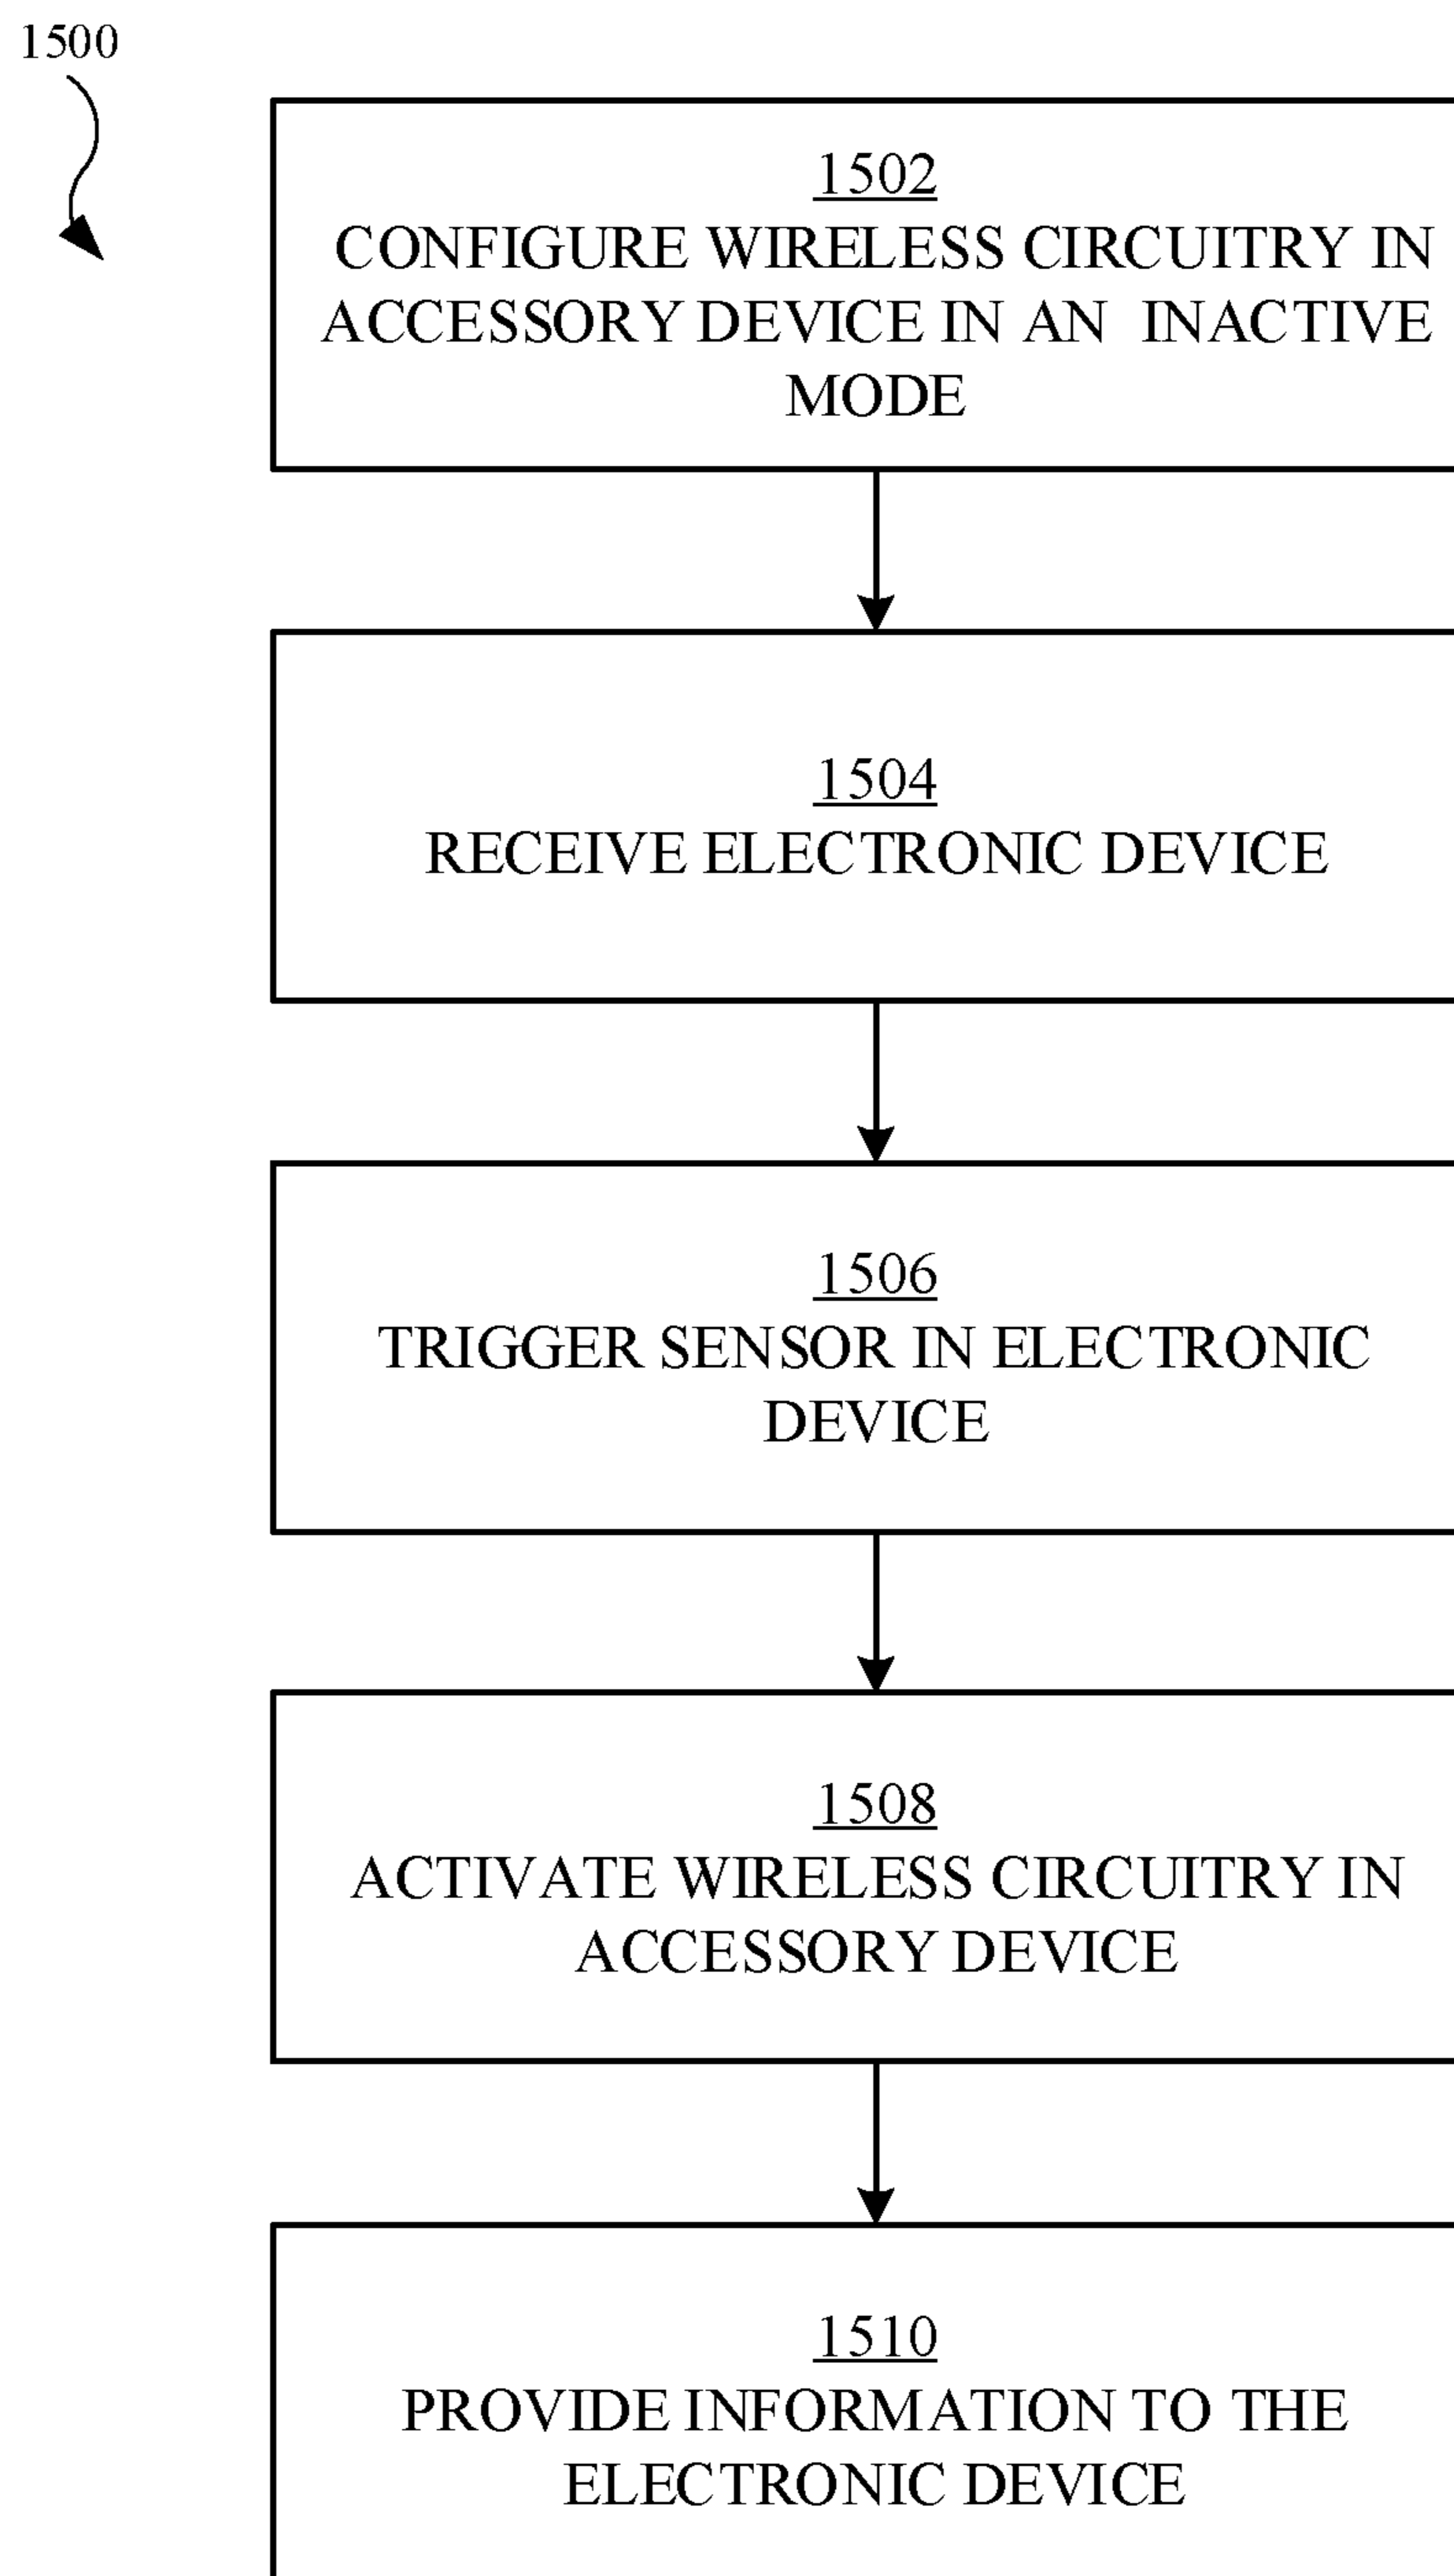 1500
1502
CONFIGURE WIRELESS CIRCUITRY IN
ACCESSORY DEVICE IN AN INACTIVE
MODE
1504
RECEIVE ELECTRONIC DEVICE
1506
TRIGGER SENSOR IN ELECTRONIC
DEVICE
1508
ACTIVATE WIRELESS CIRCUITRY IN
ACCESSORY DEVICE
1510
PROVIDE INFORMATION TO THE
ELECTRONIC DEVICE